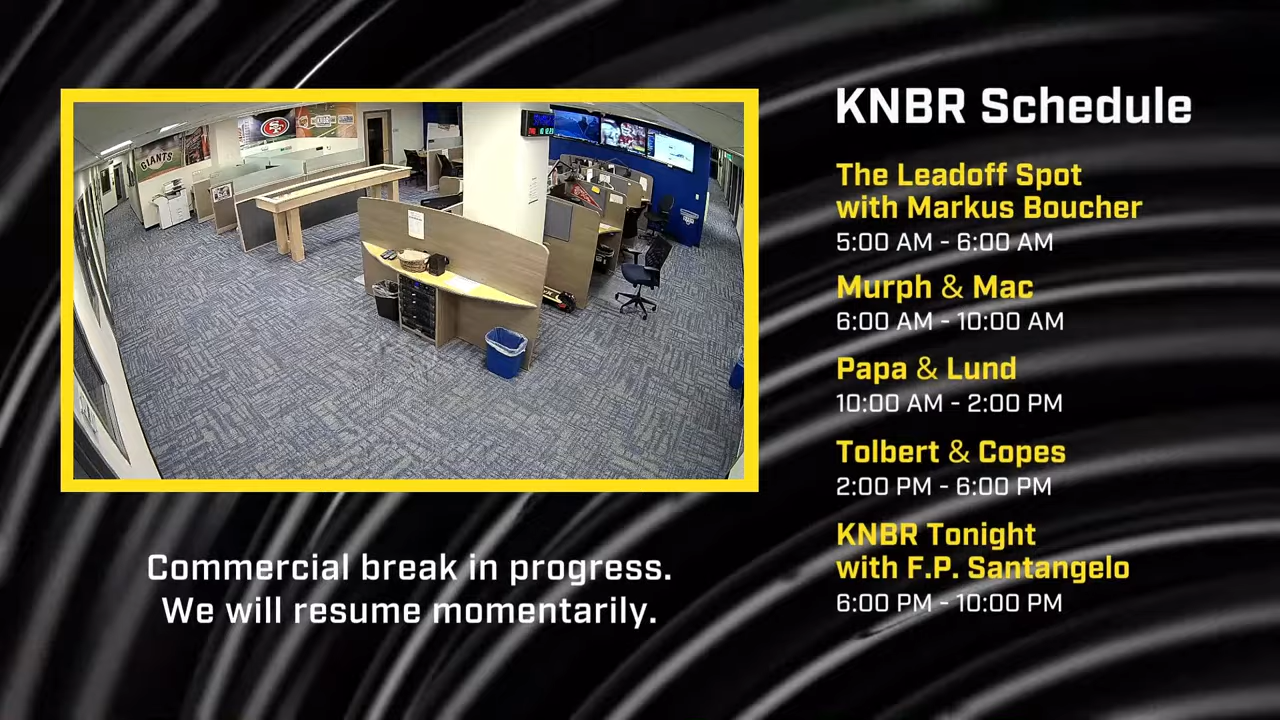 GIANTS
KNBR Schedule
The Leadoff Spot
with Markus Boucher
5:00 AM - 6:00 AM
Murph & Mac
6:00 AM - 10:00 AM
Papa & Lund
10:00 AM - 2:00 PM
Tolbert & Copes
2:00 PM - 6:00 PM
KNBR Tonight
with F.P. Santangelo
6:00 PM - 10:00 PM
Commercial break in progress.
We will resume momentarily.